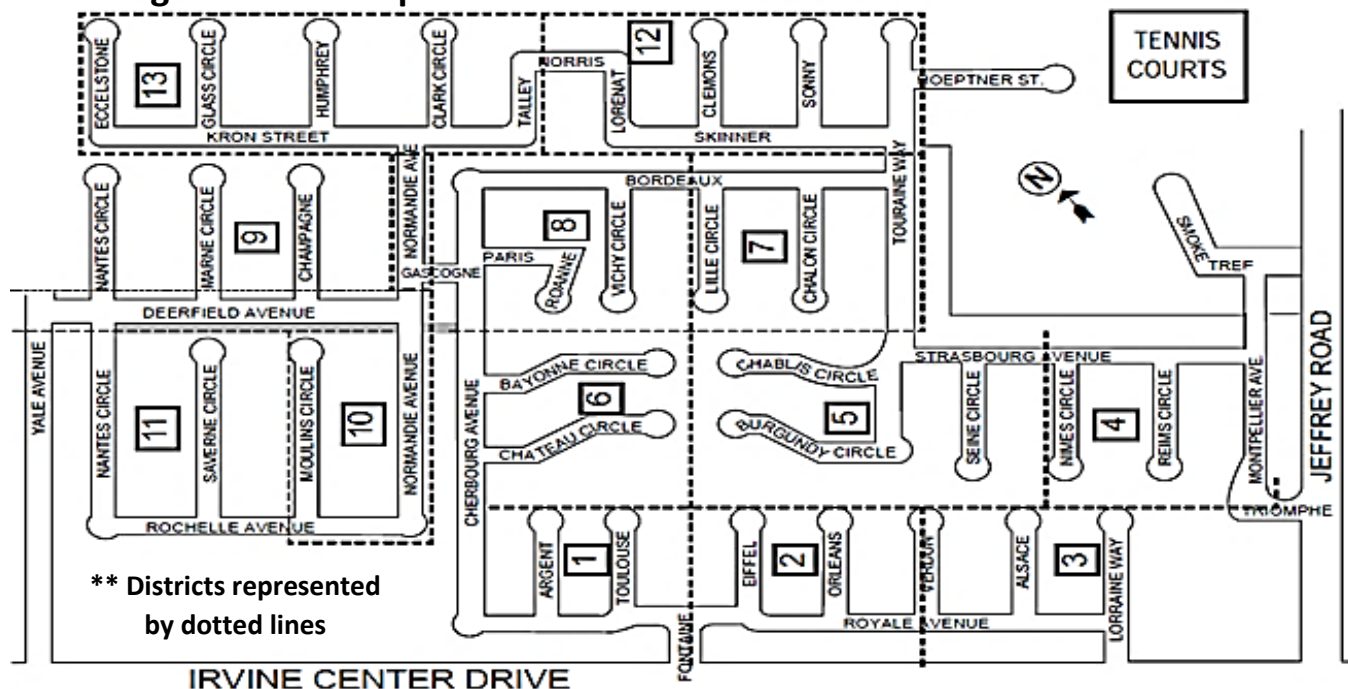 ECCELSTONE
13
GLASS CIRCLE
HUMPHREY
CLARK CIRCLE
TALLEY
NORRIS
12
LORENAT
CLEMONS
SONNY
TENNIS
COURTS
KRON STREET
SKINNER
NORMANDIE AVE
BORDEAUX
TOURAINE WAY
N
NANTES CIRCLE
MARNE CIRCLE
9
CHAMPAGNE
8
PARIS
GASCOGNE
ROANNE
VICHY CIRCLE
LILLE CIRCLE
7
CHALON CIRCLE
SMOKE
TREE
DEERFIELD AVENUE
YALE AVENUE
NANTES CIRCLE
11
SAVERNE CIRCLE
MOULINS CIRCLE
10
NORMANDIE AVENUE
CHERBOURG AVENUE
BAYONNE CIRCLE
6
CHATEAU CIRCLE
CHABLIS CIRCLE
5
BURGUNDY CIRCLE
STRASBOURG AVENUE
SEINE CIRCLE
NIMES CIRCLE
4
REIMS CIRCLE
MONTPELLIER AVE
JEFFREY ROAD
ROCHELLE AVENUE
TRIOMPHE
ARGENT
1
TOULOUSE
EIFFEL
2
ORLEANS
VERDUN
ALSACE
3
LORRAINE WAY
** Districts represented
by dotted lines
FONTAINE
ROYALE AVENUE
IRVINE CENTER DRIVE